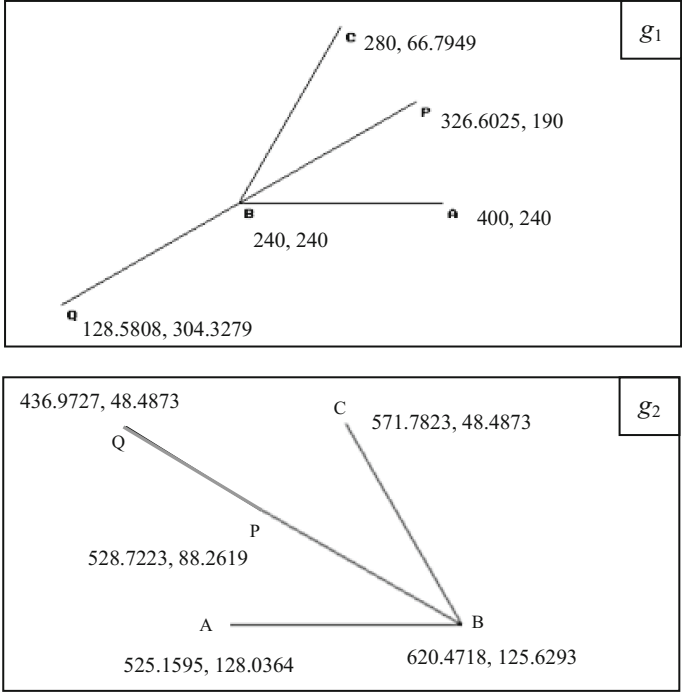 g1
C 280, 66.7949
P 326.6025, 190
B
A 400, 240
240, 240
Q 128.5808, 304.3279
g2
436.9727, 48.4873
C 571.7823, 48.4873
Q
P
528.7223, 88.2619
A
B
525.1595, 128.0364
620.4718, 125.6293